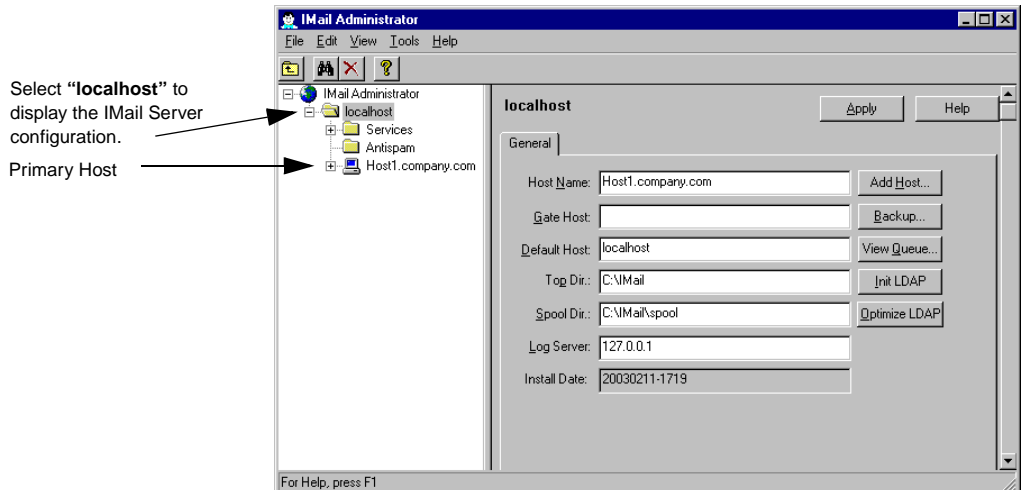 IMail Administrator
File Edit View Tools Help
Select “localhost” to
display the IMail Server
configuration.
Primary Host
IMail Administrator
localhost
Services
Antispam
Host1.company.com
localhost
Apply
Help
General
Host Name: Host1.company.com
Add Host...
Gate Host:
Backup...
Default Host: localhost
View Queue...
Top Dir.: C:\IMail
Init LDAP
Spool Dir.: C:\IMail\spool
Optimize LDAP
Log Server: 127.0.0.1
Install Date: 20030211-1719
For Help, press F1